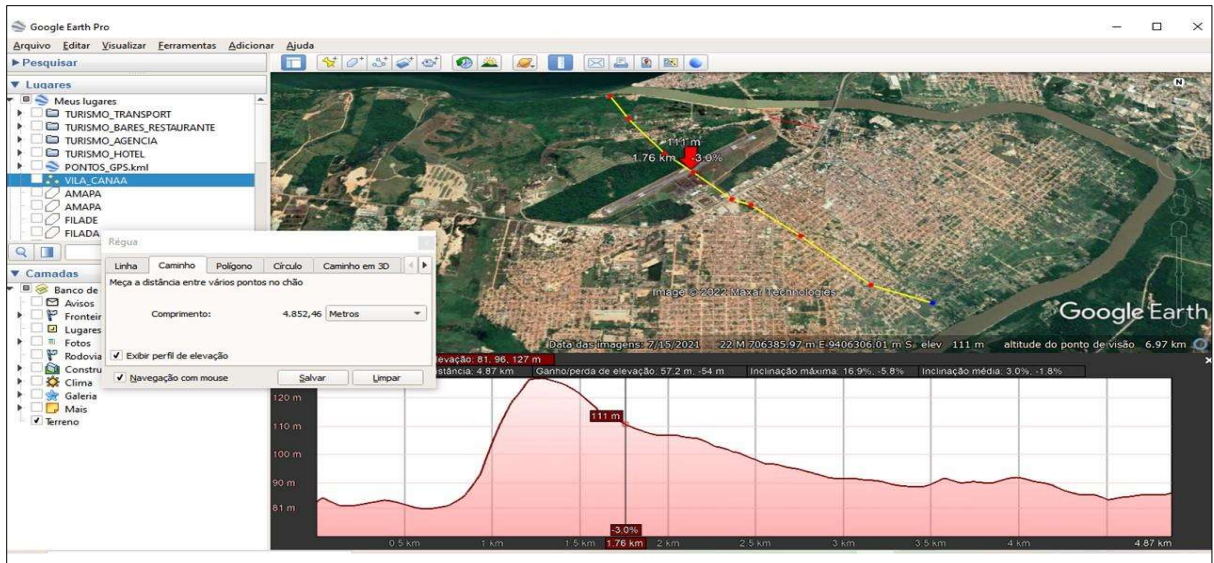 Google Earth Pro
Arquivo Editar Visualizar Ferramentas Adicionar Ajuda
Pesquisar
Lugares
Meus lugares
TURISMO_TRANSPORT
TURISMO_BARES_RESTAURANTE
TURISMO_AGENCIA
TURISMO_HOTEL
PONTOS_GPS.kml
VILA_CANAA
AMAPA
AMAPA
FILADE
FILADA
Camadas
Banco de
Avisos
Fronteir
Lugares
Fotos
Rodovia
Constru
Clima
Galeria
Mais
Terreno
Régua
Linha Caminho Polígono Círculo Caminho em 3D
Meça a distância entre vários pontos no chão
Comprimento: 4.852,46 Metros
Exibir perfil de elevação
Navegação com mouse Salvar Limpar
N
111 m
1.76 km -3.0%
Image © 2022 Maxar Technologies
Google Earth
Data das imagens: 7/15/2021 22 M 706385.97 m E 9406306.01 m S elev 111 m altitude do ponto de visão 6.97 km
elevação: 81, 96, 127 m
stância: 4.87 km Ganho/perda de elevação: 57.2 m, -54 m Inclinação máxima: 16.9%, -5.8% Inclinação média: 3.0%, -1.8%
120 m
111 m
110 m
100 m
90 m
81 m
-3.0%
0.5 km 1 km 1.5 km 1.76 km 2 km 2.5 km 3 km 3.5 km 4 km 4.87 km